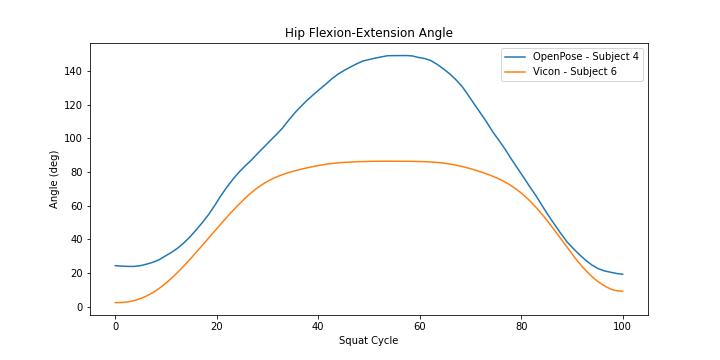 Hip Flexion-Extension Angle
OpenPose - Subject 4
Vicon - Subject 6
Angle (deg)
140
120
100
80
60
40
20
0
0 20 40 60 80 100
Squat Cycle